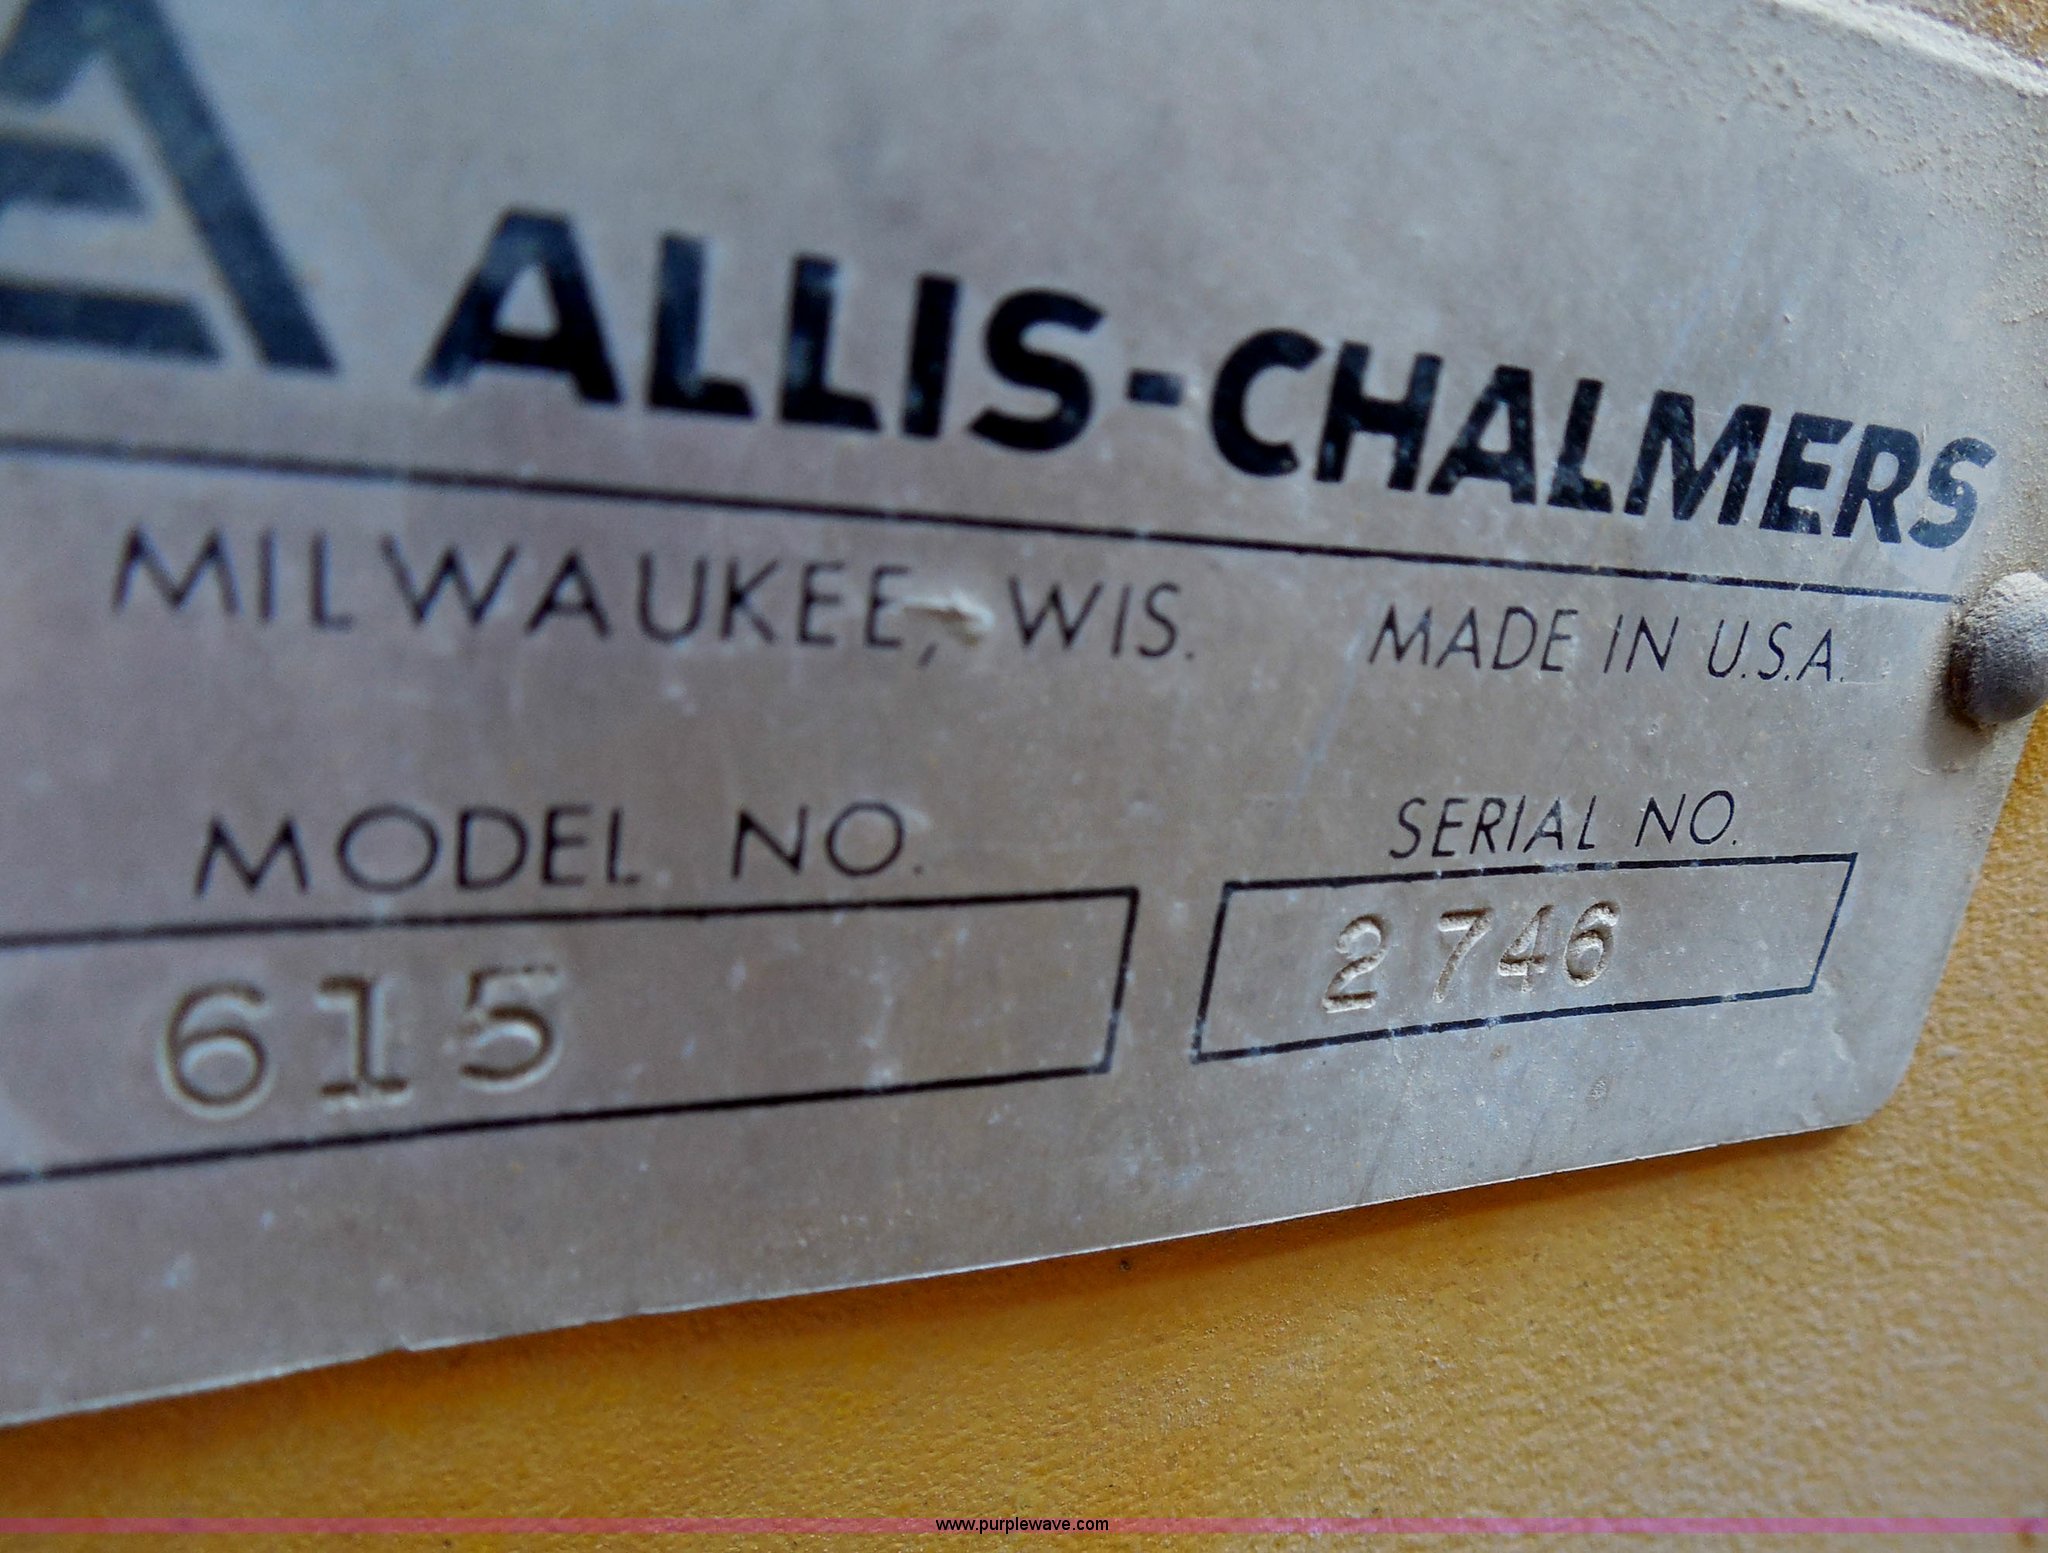 ALLIS-CHALMERS
MILWAUKEE, WIS. MADE IN U.S.A.
MODEL NO. SERIAL NO.
615 2746
www.purplewave.com